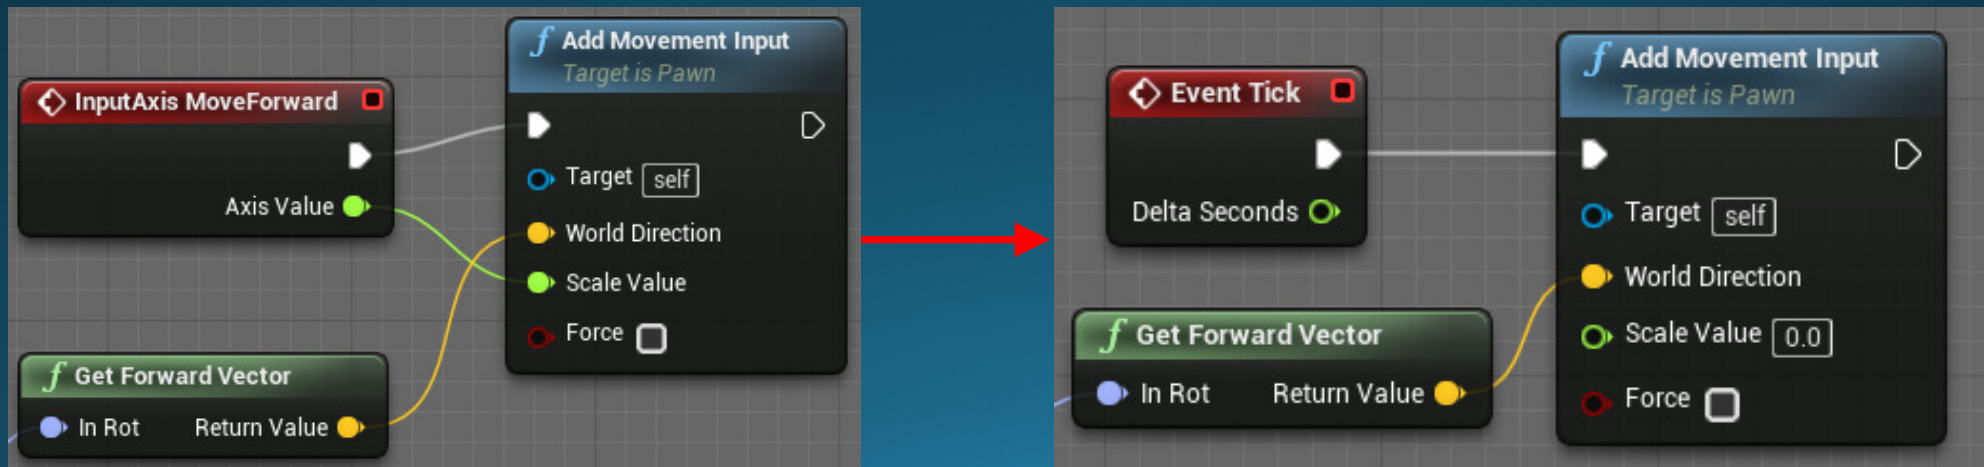 InputAxis MoveForward
Axis Value
f Get Forward Vector
In Rot Return Value
f Add Movement Input
Target is Pawn
Target self
World Direction
Scale Value
Force
Event Tick
Delta Seconds
f Get Forward Vector
In Rot Return Value
f Add Movement Input
Target is Pawn
Target self
World Direction
Scale Value 0.0
Force